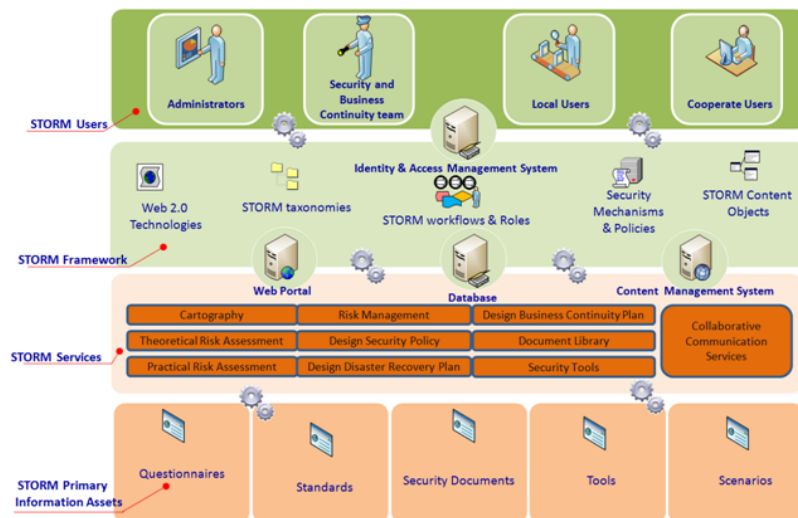 Administrators
Security and
Business
Continuity team
Local Users
Cooperate Users
STORM Users
Identity & Access Management System
Web 2.0
Technologies
STORM taxonomies
STORM workflows & Roles
Security
Mechanisms
& Policies
STORM Content
Objects
STORM Framework
Web Portal
Database
Content Management System
Cartography
Risk Management
Design Business Continuity Plan
Collaborative
Communication
Services
Theoretical Risk Assessment
Design Security Policy
Document Library
STORM Services
Practical Risk Assessment
Design Disaster Recovery Plan
Security Tools
Questionnaires
Standards
Security Documents
Tools
Scenarios
STORM Primary
Information Assets